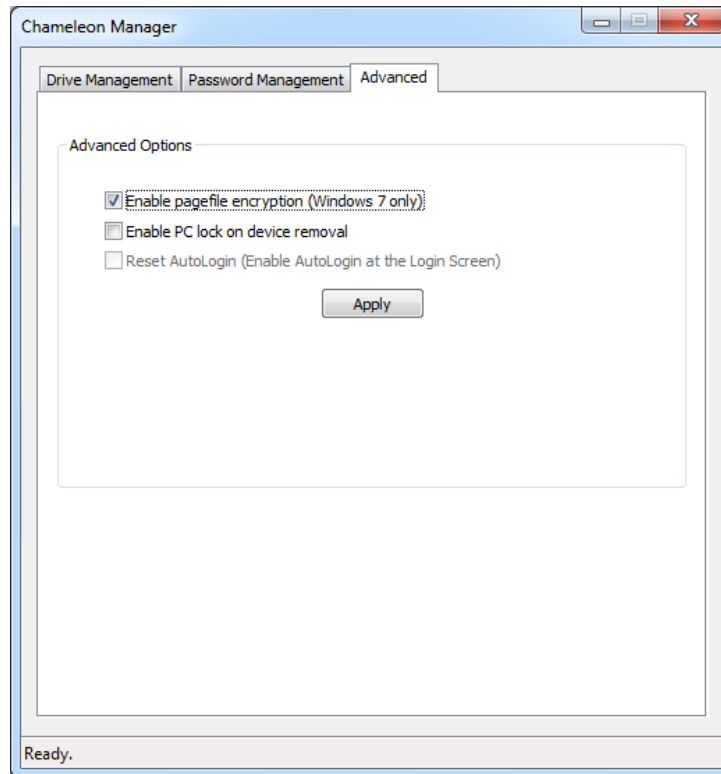 Chameleon Manager
Drive Management Password Management Advanced
Advanced Options
Enable pagefile encryption (Windows 7 only)
Enable PC lock on device removal
Reset AutoLogin (Enable AutoLogin at the Login Screen)
Apply
Ready.